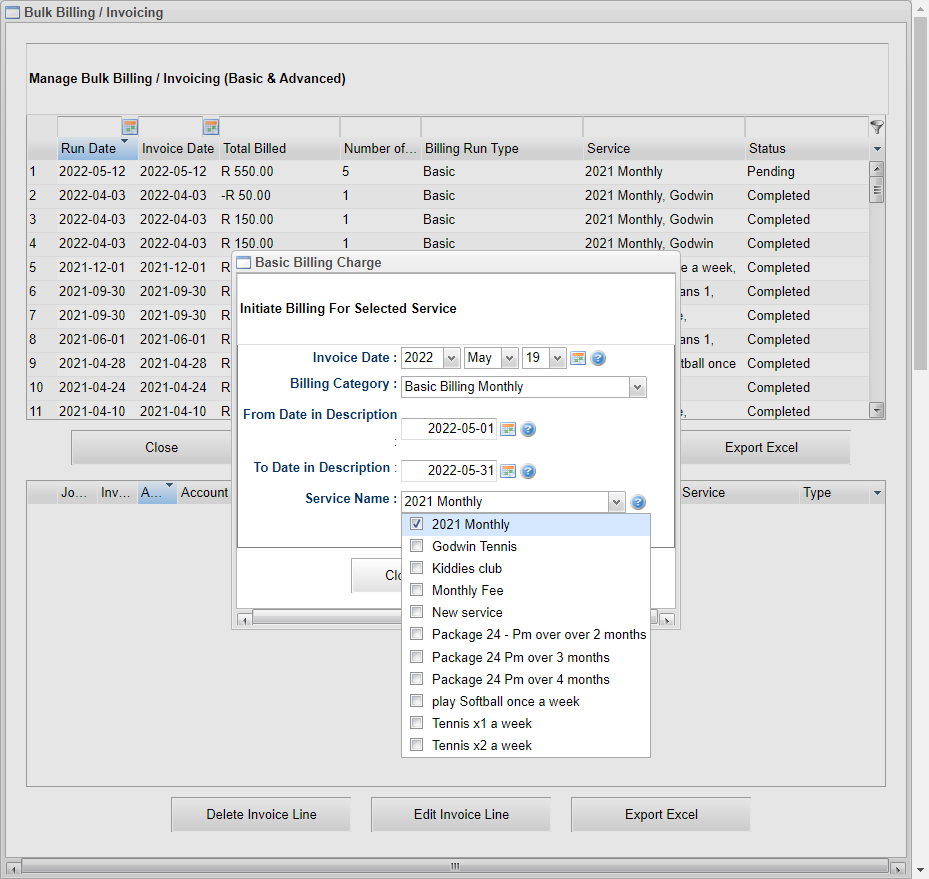 Bulk Billing / Invoicing
Manage Bulk Billing / Invoicing (Basic & Advanced)
Run Date Invoice Date Total Billed Number of... Billing Run Type Service Status
1 2022-05-12 2022-05-12 R 550.00 5 Basic 2021 Monthly Pending
2 2022-04-03 2022-04-03 -R 50.00 1 Basic 2021 Monthly, Godwin Completed
3 2022-04-03 2022-04-03 R 150.00 1 Basic 2021 Monthly, Godwin Completed
4 2022-04-03 2022-04-03 R 150.00 1 Basic 2021 Monthly, Godwin Completed
5 2021-12-01 2021-12-01 R e a week, Completed
6 2021-09-30 2021-09-30 R ans 1, Completed
7 2021-09-30 2021-09-30 R e, Completed
8 2021-06-01 2021-06-01 R ans 1, Completed
9 2021-04-28 2021-04-28 R tball once Completed
10 2021-04-24 2021-04-24 R Completed
11 2021-04-10 2021-04-10 R e, Completed
Close Export Excel
Jo... Inv... A... Account Service Type
Basic Billing Charge
Initiate Billing For Selected Service
Invoice Date : 2022 May 19
Billing Category : Basic Billing Monthly
From Date in Description : 2022-05-01
To Date in Description : 2022-05-31
Service Name : 2021 Monthly
2021 Monthly
Godwin Tennis
Kiddies club
Monthly Fee
New service
Package 24 - Pm over over 2 months
Package 24 Pm over 3 months
Package 24 Pm over 4 months
play Softball once a week
Tennis x1 a week
Tennis x2 a week
Clo
Delete Invoice Line Edit Invoice Line Export Excel